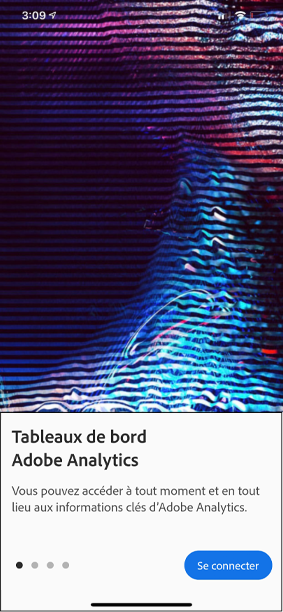 3:09
Tableaux de bord
Adobe Analytics
Vous pouvez accéder à tout moment et en tout
lieu aux informations clés d’Adobe Analytics.
Se connecter